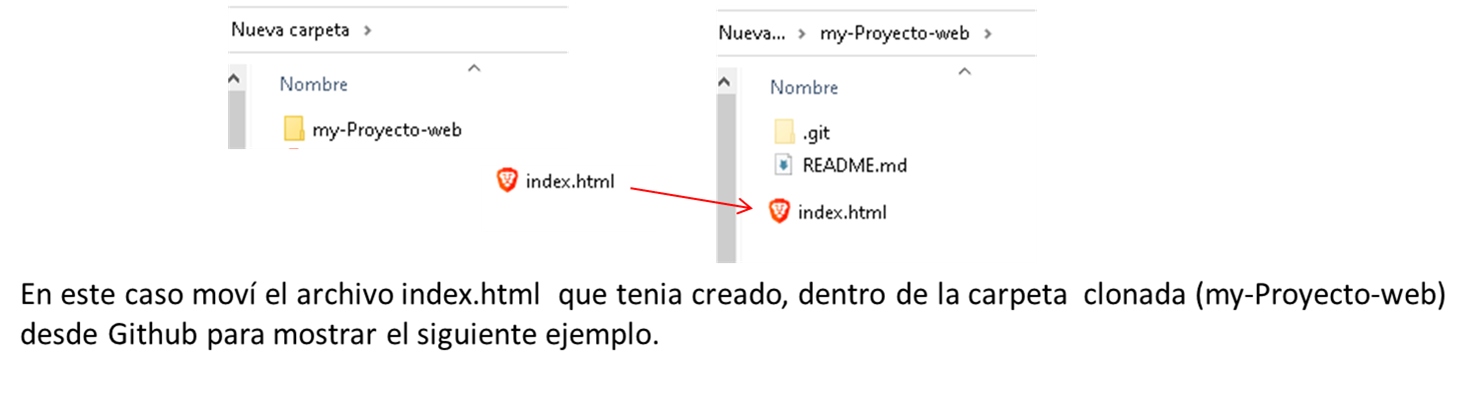 Nueva carpeta >
Nombre
my-Proyecto-web
index.html
Nueva... > my-Proyecto-web >
Nombre
.git
README.md
index.html
En este caso moví el archivo index.html que tenia creado, dentro de la carpeta clonada (my-Proyecto-web)
desde Github para mostrar el siguiente ejemplo.